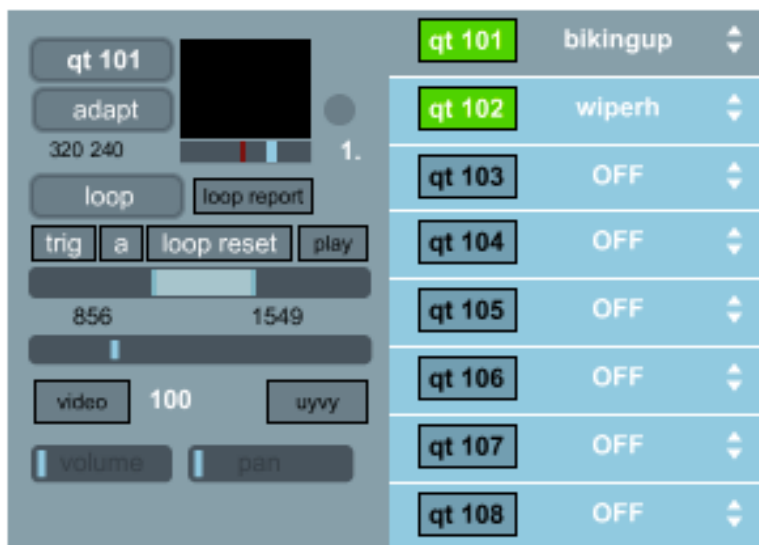 qt 101
adapt
320 240
1.
loop
loop report
trig a loop reset play
856 1549
video 100 uyvy
volume pan
qt 101 bikingup
qt 102 wiperh
qt 103 OFF
qt 104 OFF
qt 105 OFF
qt 106 OFF
qt 107 OFF
qt 108 OFF